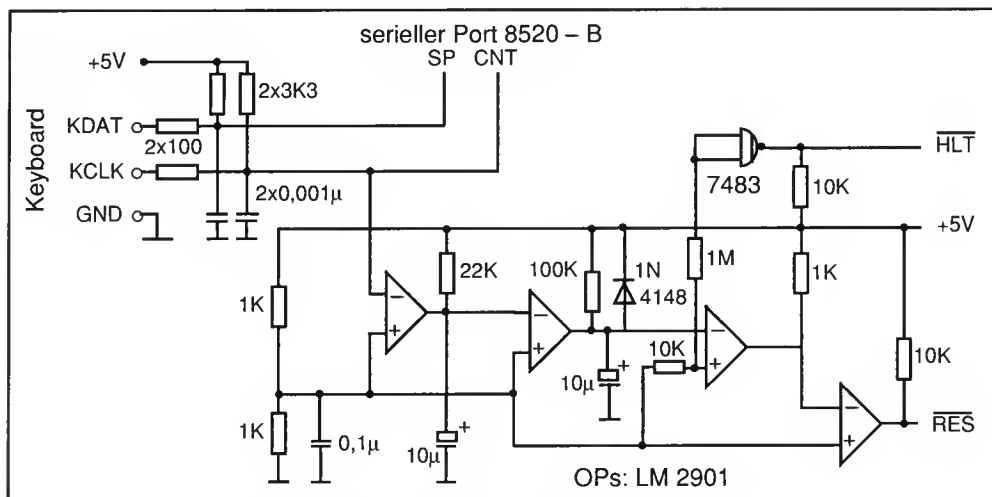 serieller Port 8520 – B
SP CNT
+5V
2x3K3
Keyboard
KDAT
2x100
KCLK
2x0,001µ
GND
7483
HLT
10K
+5V
1K
22K
100K
1N
4148
1M
1K
10K
10K
10µ
1K
0,1µ
10µ
RES
OPs: LM 2901